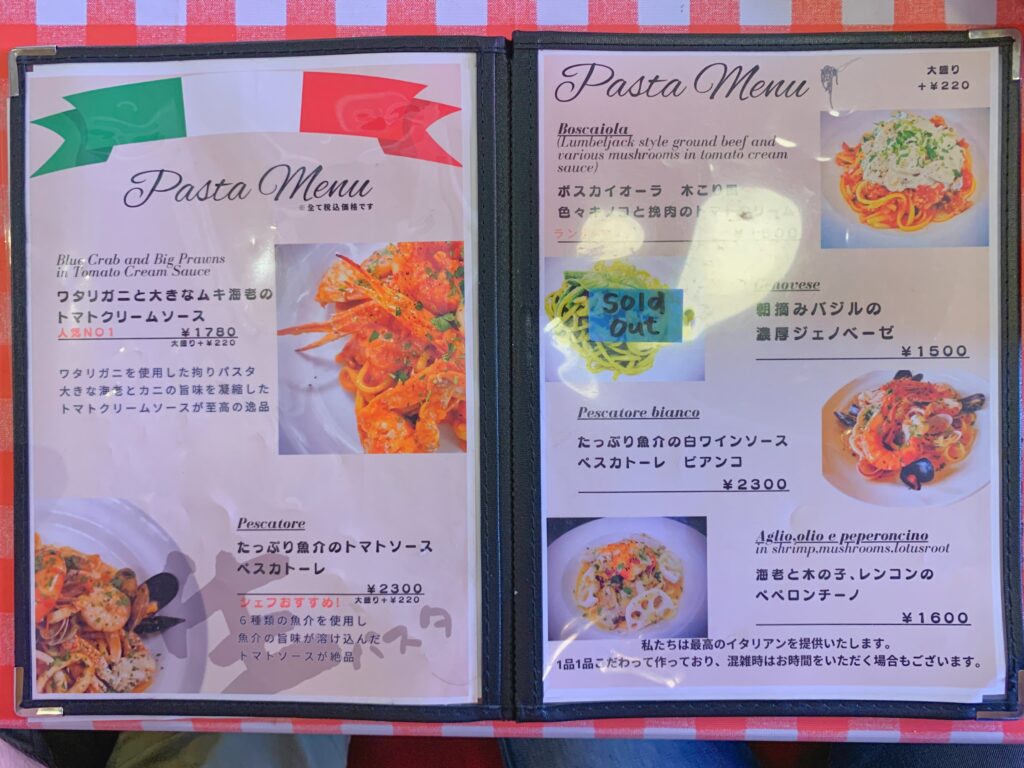 Pasta Menu
※全て税込価格です
Blue Crab and Big Prawns
in Tomato Cream Sauce
ワタリガニと大きなムキ海老の
トマトクリームソース
人気NO1 ¥1780
大盛り+¥220
ワタリガニを使用した拘りパスタ
大きな海老とカニの旨味を凝縮した
トマトクリームソースが至高の逸品
Pescatore
たっぷり魚介のトマトソース
ペスカトーレ
¥2300
シェフおすすめ! 大盛り+¥220
6種類の魚介を使用し
魚介の旨味が溶け込んだ
トマトソースが絶品
パスタ
Pasta Menu
大盛り
+¥220
Boscaiola
(Lumbeljack style ground beef and
various mushrooms in tomato cream
sauce)
ボスカイオーラ 木こり風
色々キノコと挽肉のトマトクリーム
Sold
out
Genovese
朝摘みバジルの
濃厚ジェノベーゼ
¥1500
Pescatore bianco
たっぷり魚介の白ワインソース
ペスカトーレ ビアンコ
¥2300
Aglio,olio e peperoncino
in shrimp,mushrooms,lotusroot
海老と木の子、レンコンの
ペペロンチーノ
¥1600
私たちは最高のイタリアンを提供いたします。
1品1品こだわって作っており、混雑時はお時間をいただく場合もございます。